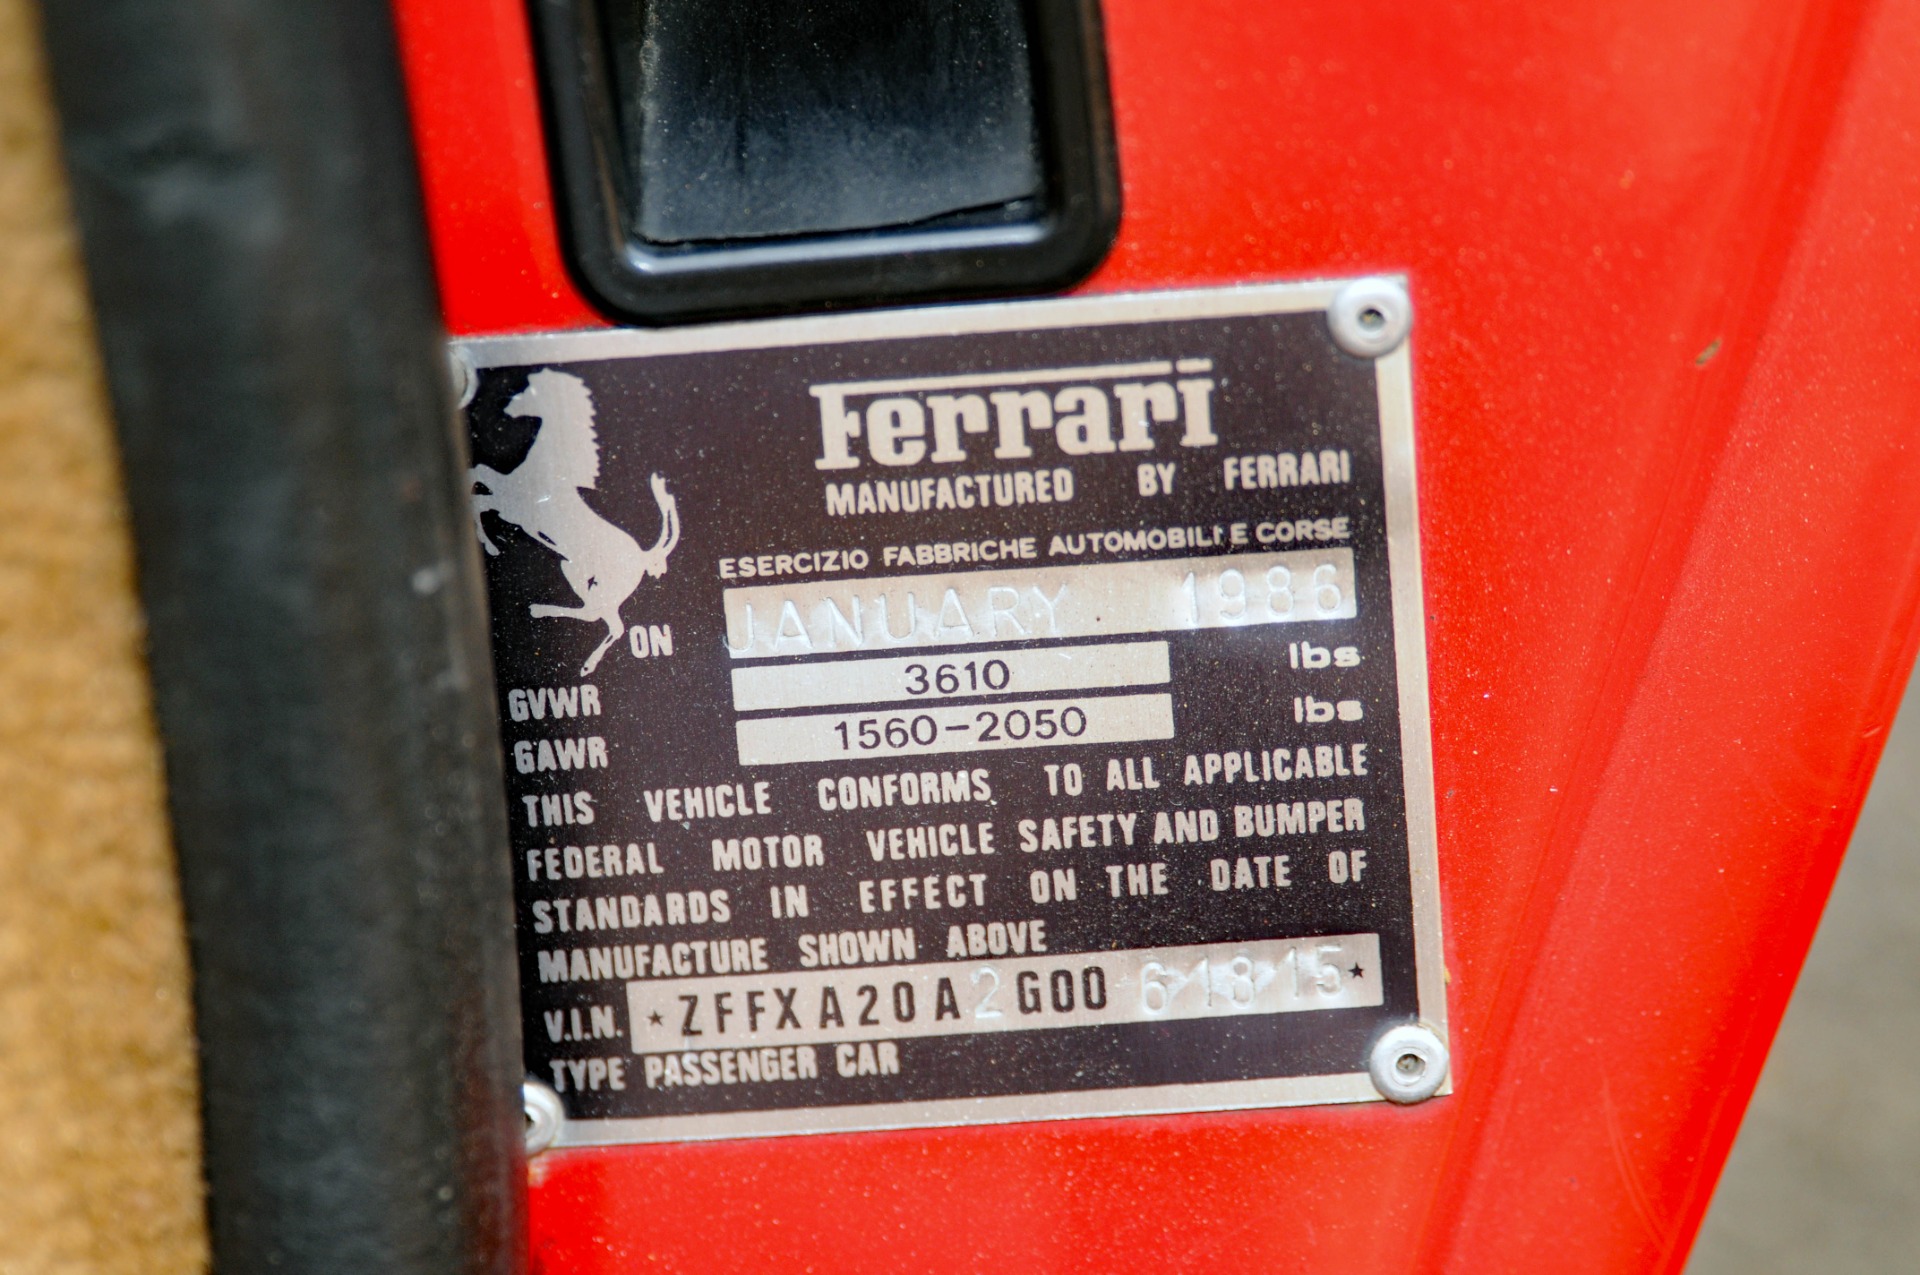 Ferrari
MANUFACTURED BY FERRARI
ESERCIZIO FABBRICHE AUTOMOBILI E CORSE
ON JANUARY 1986
GVWR 3610 lbs
GAWR 1560-2050 lbs
THIS VEHICLE CONFORMS TO ALL APPLICABLE
FEDERAL MOTOR VEHICLE SAFETY AND BUMPER
STANDARDS IN EFFECT ON THE DATE OF
MANUFACTURE SHOWN ABOVE
V.I.N. ★ZFFXA20A2G0061815★
TYPE PASSENGER CAR